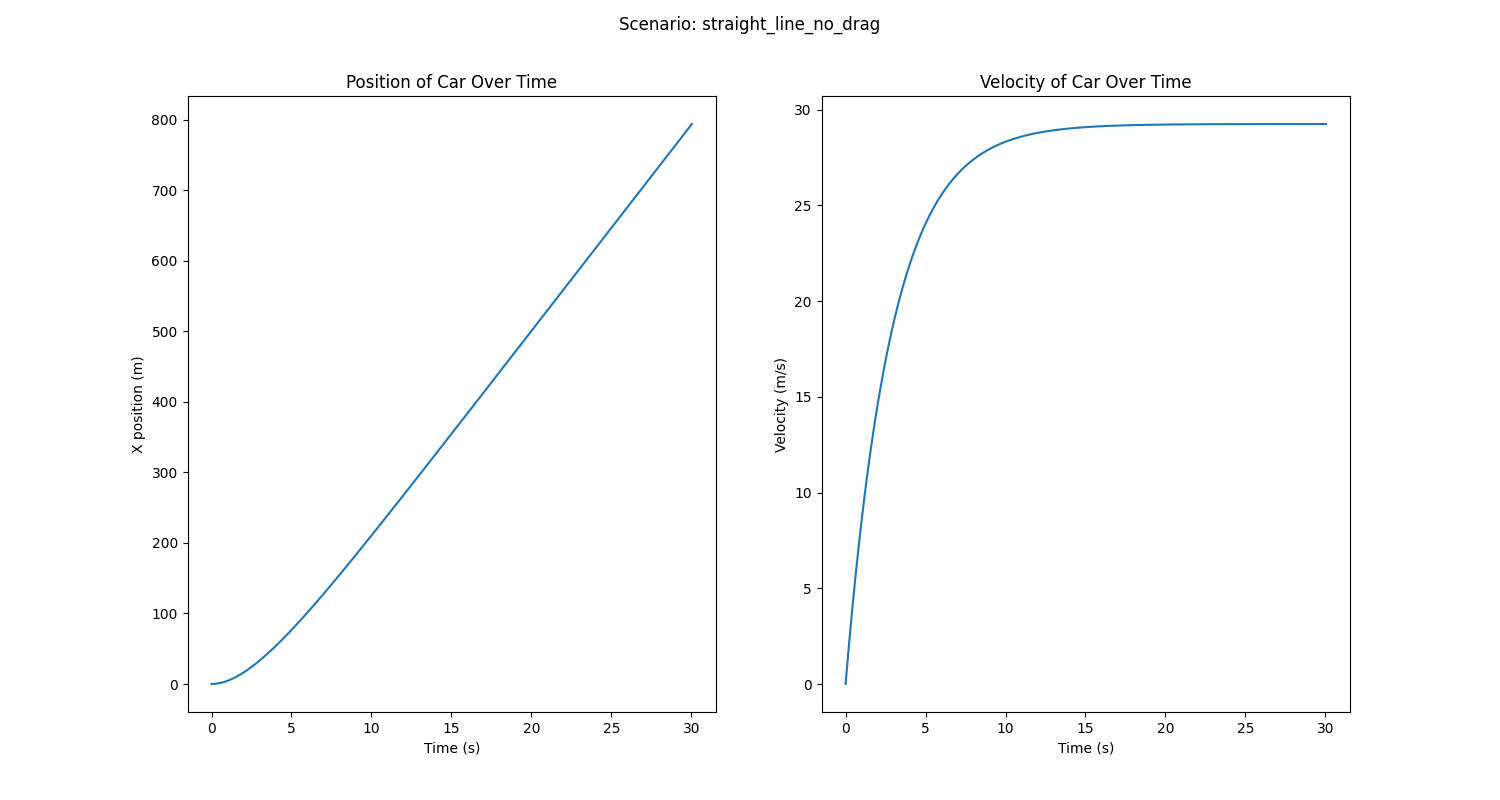 Scenario: straight_line_no_drag
Position of Car Over Time
800
700
600
500
400
300
200
100
0
X position (m)
0 5 10 15 20 25 30
Time (s)
Velocity of Car Over Time
30
25
20
15
10
5
0
Velocity (m/s)
0 5 10 15 20 25 30
Time (s)